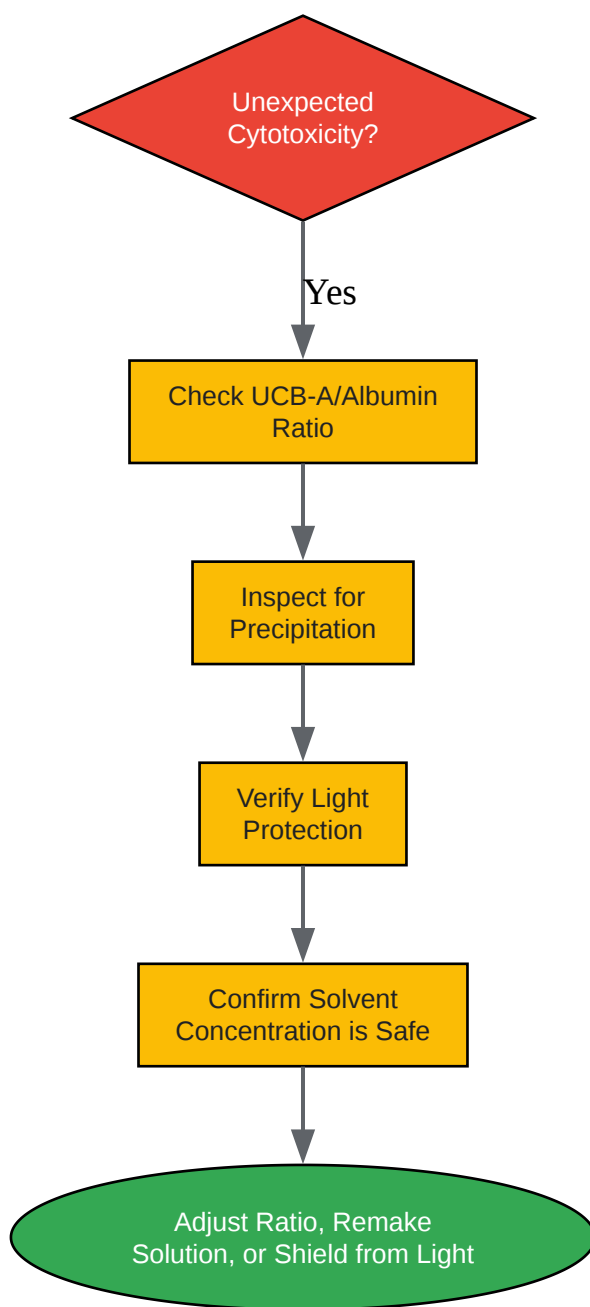 Unexpected
Cytotoxicity?
Yes
Check UCB-A/Albumin
Ratio
Inspect for
Precipitation
Verify Light
Protection
Confirm Solvent
Concentration is Safe
Adjust Ratio, Remake
Solution, or Shield from Light